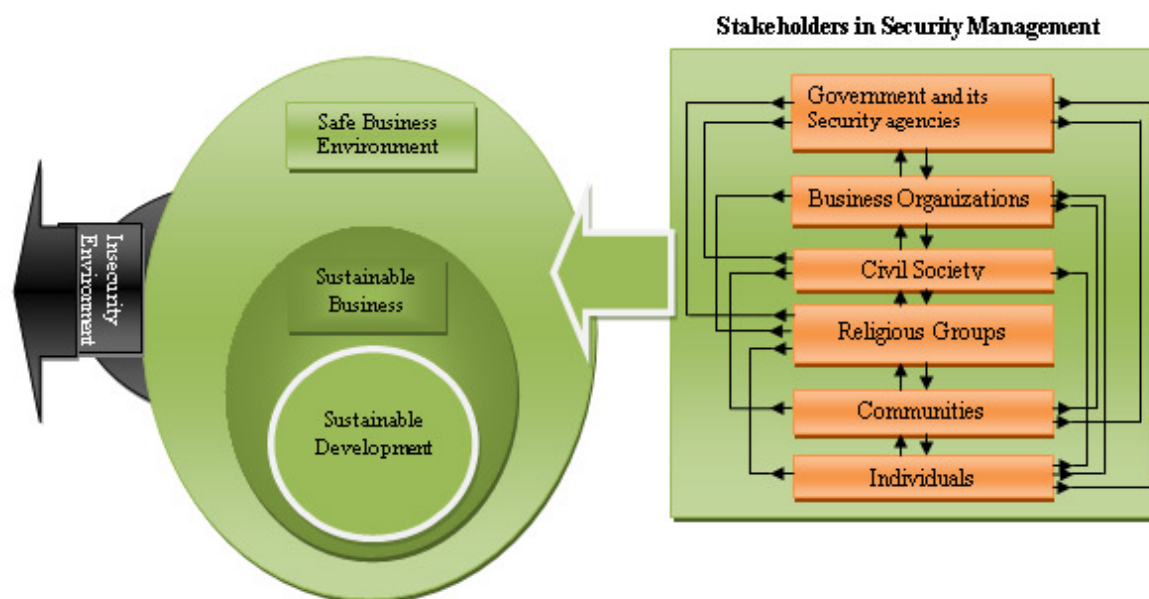 Stakeholders in Security Management
Safe Business
Environment
Sustainable
Business
Sustainable
Development
Insecurity
Environment
Government and its
Security agencies
Business Organizations
Civil Society
Religious Groups
Communities
Individuals